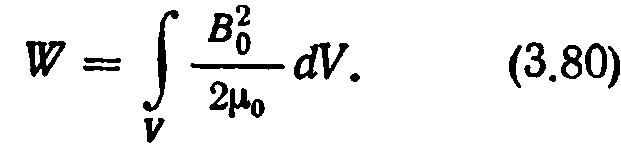 W = ∫_V B_0^2 / 2μ_0 dV. (3.80)